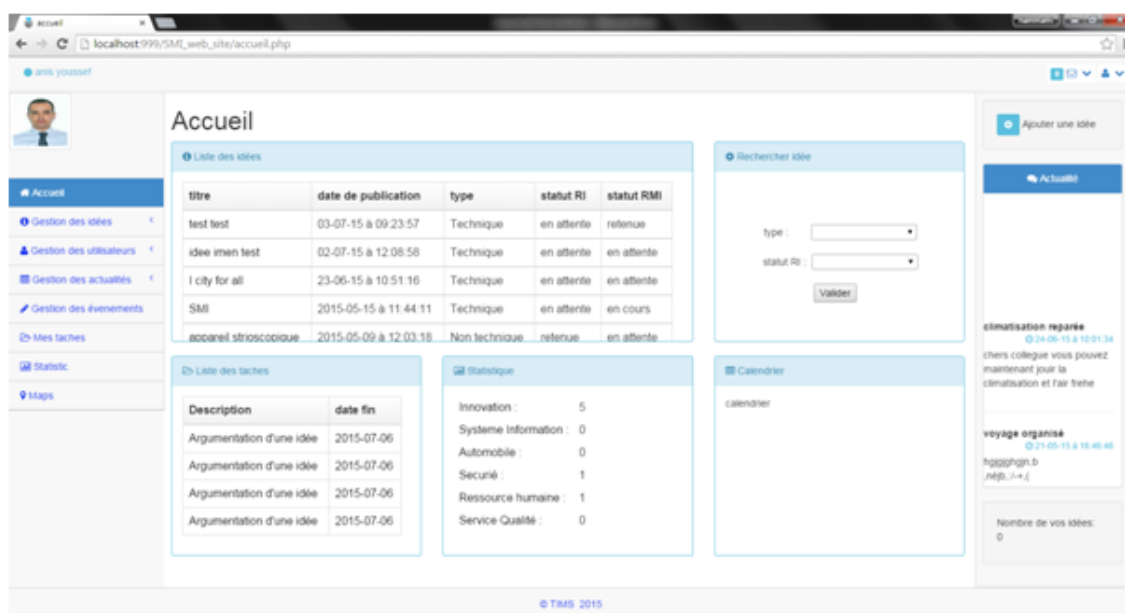 accueil
localhost:999/SMI_web_site/accueil.php
anis youssef
Accueil
Gestion des idées
Gestion des utilisateurs
Gestion des actualités
Gestion des évenements
Mes taches
Statistic
Maps
Accueil
Liste des idées
titre date de publication type statut RI statut RMI
test test 03-07-15 à 09:23:57 Technique en attente retenue
idee imen test 02-07-15 à 12:08:58 Technique en attente en attente
I city for all 23-06-15 à 10:51:16 Technique en attente en attente
SMI 2015-05-15 à 11:44:11 Technique en attente en cours
appareil strioscopique 2015-05-09 à 12:03:18 Non technique retenue en attente
Rechercher idée
type :
statut RI :
Valider
Liste des taches
Description date fin
Argumentation d'une idée 2015-07-06
Argumentation d'une idée 2015-07-06
Argumentation d'une idée 2015-07-06
Argumentation d'une idée 2015-07-06
Statistique
Innovation : 5
Systeme Information : 0
Automobile : 0
Securié : 1
Ressource humaine : 1
Service Qualité : 0
Calendrier
calendrier
Ajouter une idée
Actualité
climatisation reparée
24-06-15 à 10:01:34
chers collegue vous pouvez
maintenant jouir la
climatisation et l'air frehe
voyage organisé
21-05-15 à 16:46:46
Nombre de vos idées:
0
© TIMS 2015